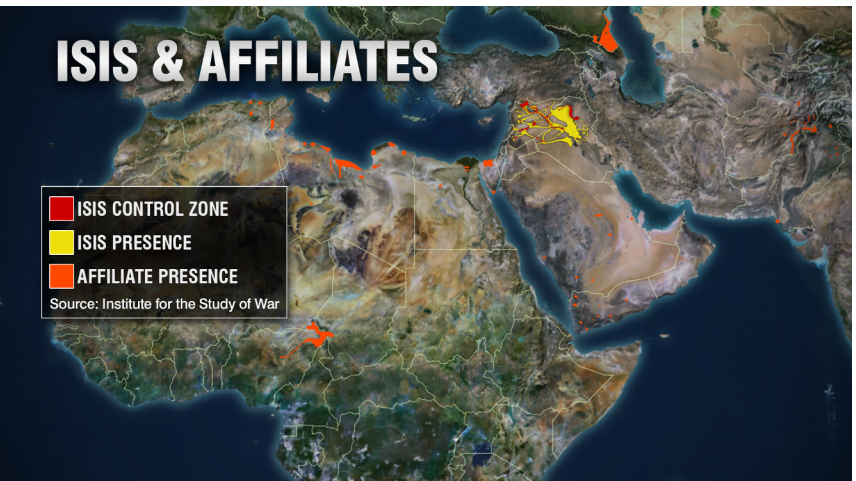 ISIS & AFFILIATES
ISIS CONTROL ZONE
ISIS PRESENCE
AFFILIATE PRESENCE
Source: Institute for the Study of War